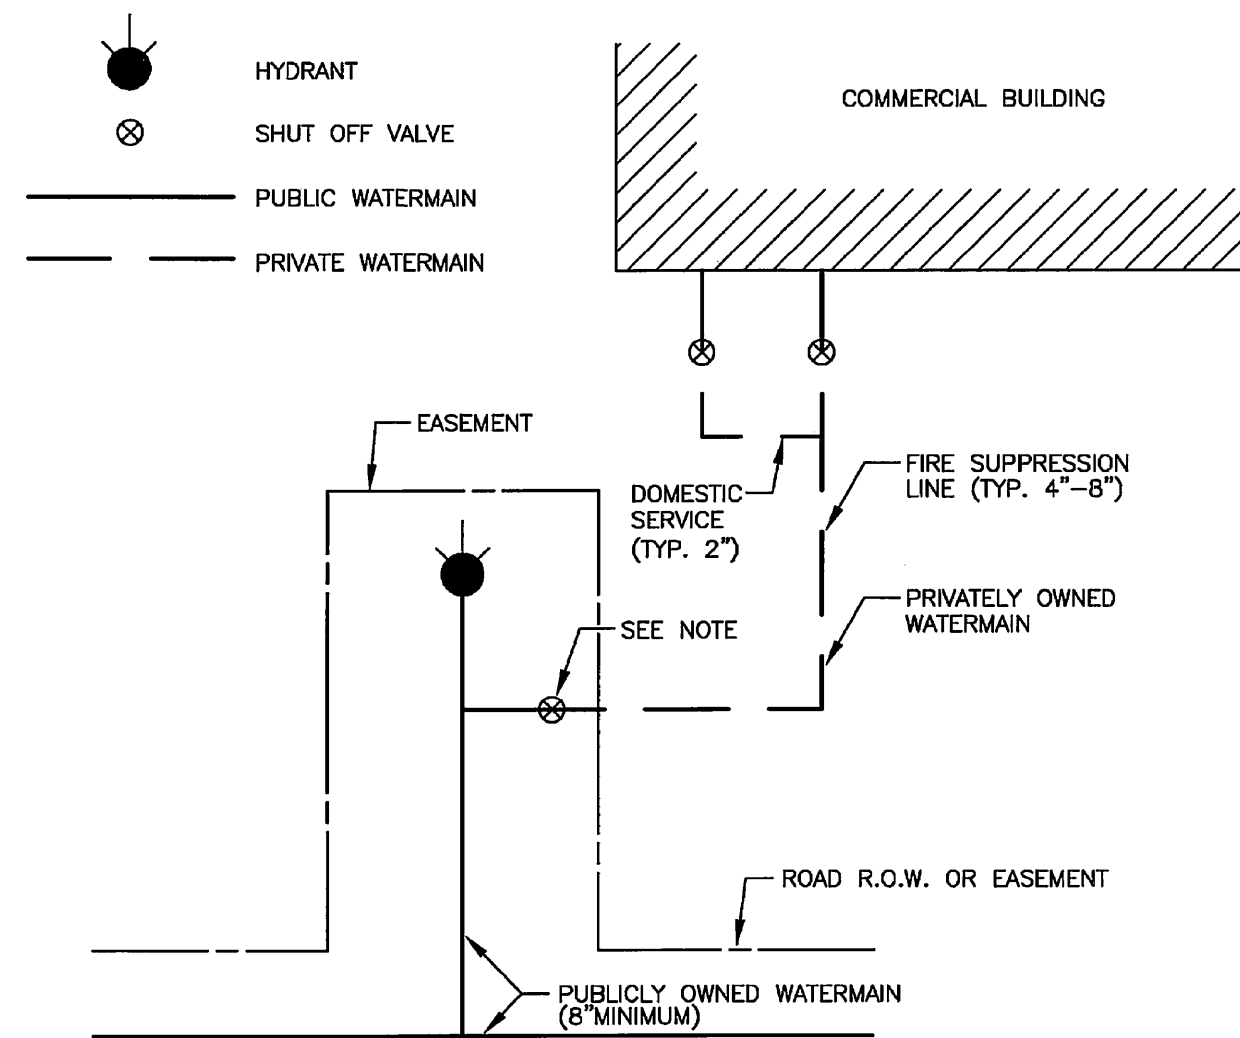 HYDRANT
SHUT OFF VALVE
PUBLIC WATERMAIN
PRIVATE WATERMAIN
COMMERCIAL BUILDING
EASEMENT
DOMESTIC
SERVICE
(TYP. 2")
FIRE SUPPRESSION
LINE (TYP. 4"-8")
PRIVATELY OWNED
WATERMAIN
SEE NOTE
ROAD R.O.W. OR EASEMENT
PUBLICLY OWNED WATERMAIN
(8"MINIMUM)